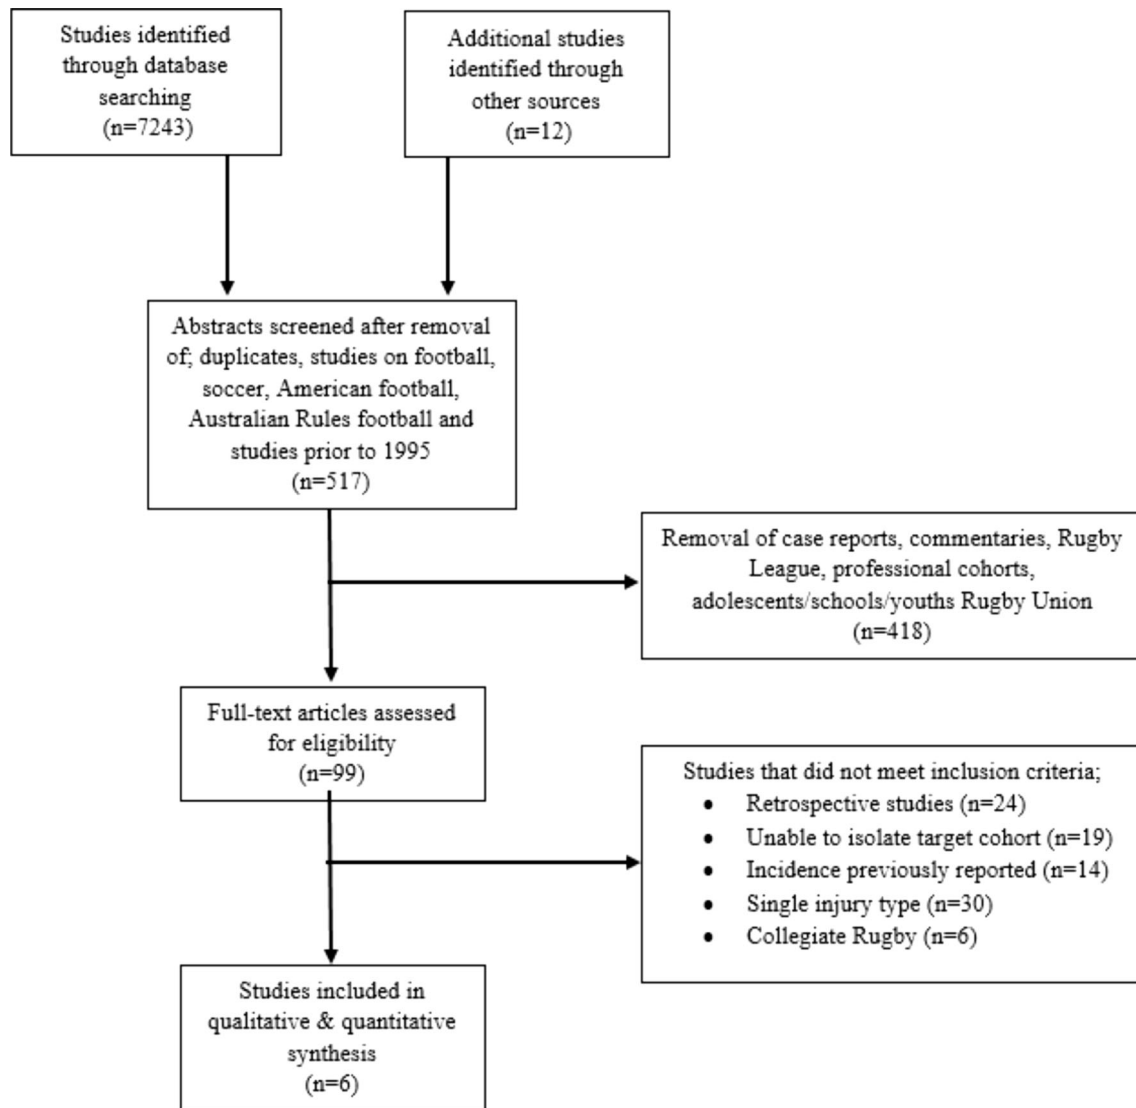 Studies identified
through database
searching
(n=7243)
Additional studies
identified through
other sources
(n=12)
Abstracts screened after removal
of; duplicates, studies on football,
soccer, American football,
Australian Rules football and
studies prior to 1995
(n=517)
Removal of case reports, commentaries, Rugby
League, professional cohorts,
adolescents/schools/youths Rugby Union
(n=418)
Full-text articles assessed
for eligibility
(n=99)
Studies that did not meet inclusion criteria;
• Retrospective studies (n=24)
• Unable to isolate target cohort (n=19)
• Incidence previously reported (n=14)
• Single injury type (n=30)
• Collegiate Rugby (n=6)
Studies included in
qualitative & quantitative
synthesis
(n=6)